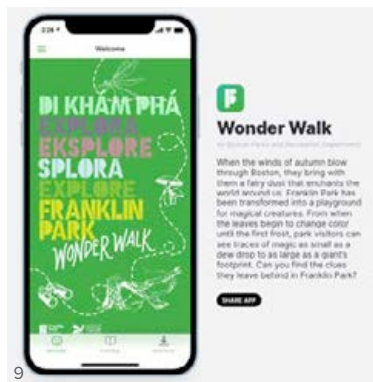 2:28
Welcome
ĐI KHÁM PHÁ
EXPLORA
EKSPLORE
SPLORA
EXPLORE
FRANKLIN
PARK
WONDER WALK
Wonder Walk
by Boston Parks and Recreation Department
When the winds of autumn blow
through Boston, they bring with
them a fairy dust that enchants the
world around us. Franklin Park has
been transformed into a playground
for magical creatures. From when
the leaves begin to change color
until the first frost, park visitors can
see traces of magic as small as a
dew drop to as large as a giant's
footprint. Can you find the clues
they leave behind in Franklin Park?
SHARE APP
9